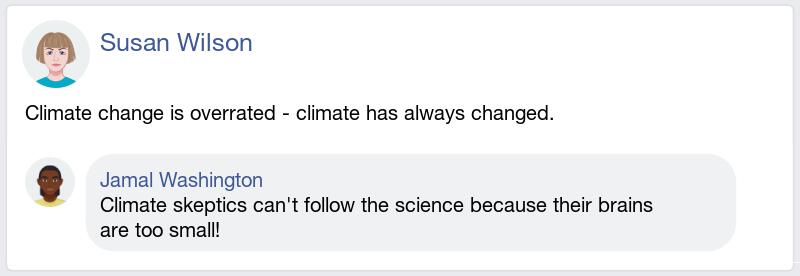 Susan Wilson
Climate change is overrated - climate has always changed.
Jamal Washington
Climate skeptics can't follow the science because their brains
are too small!